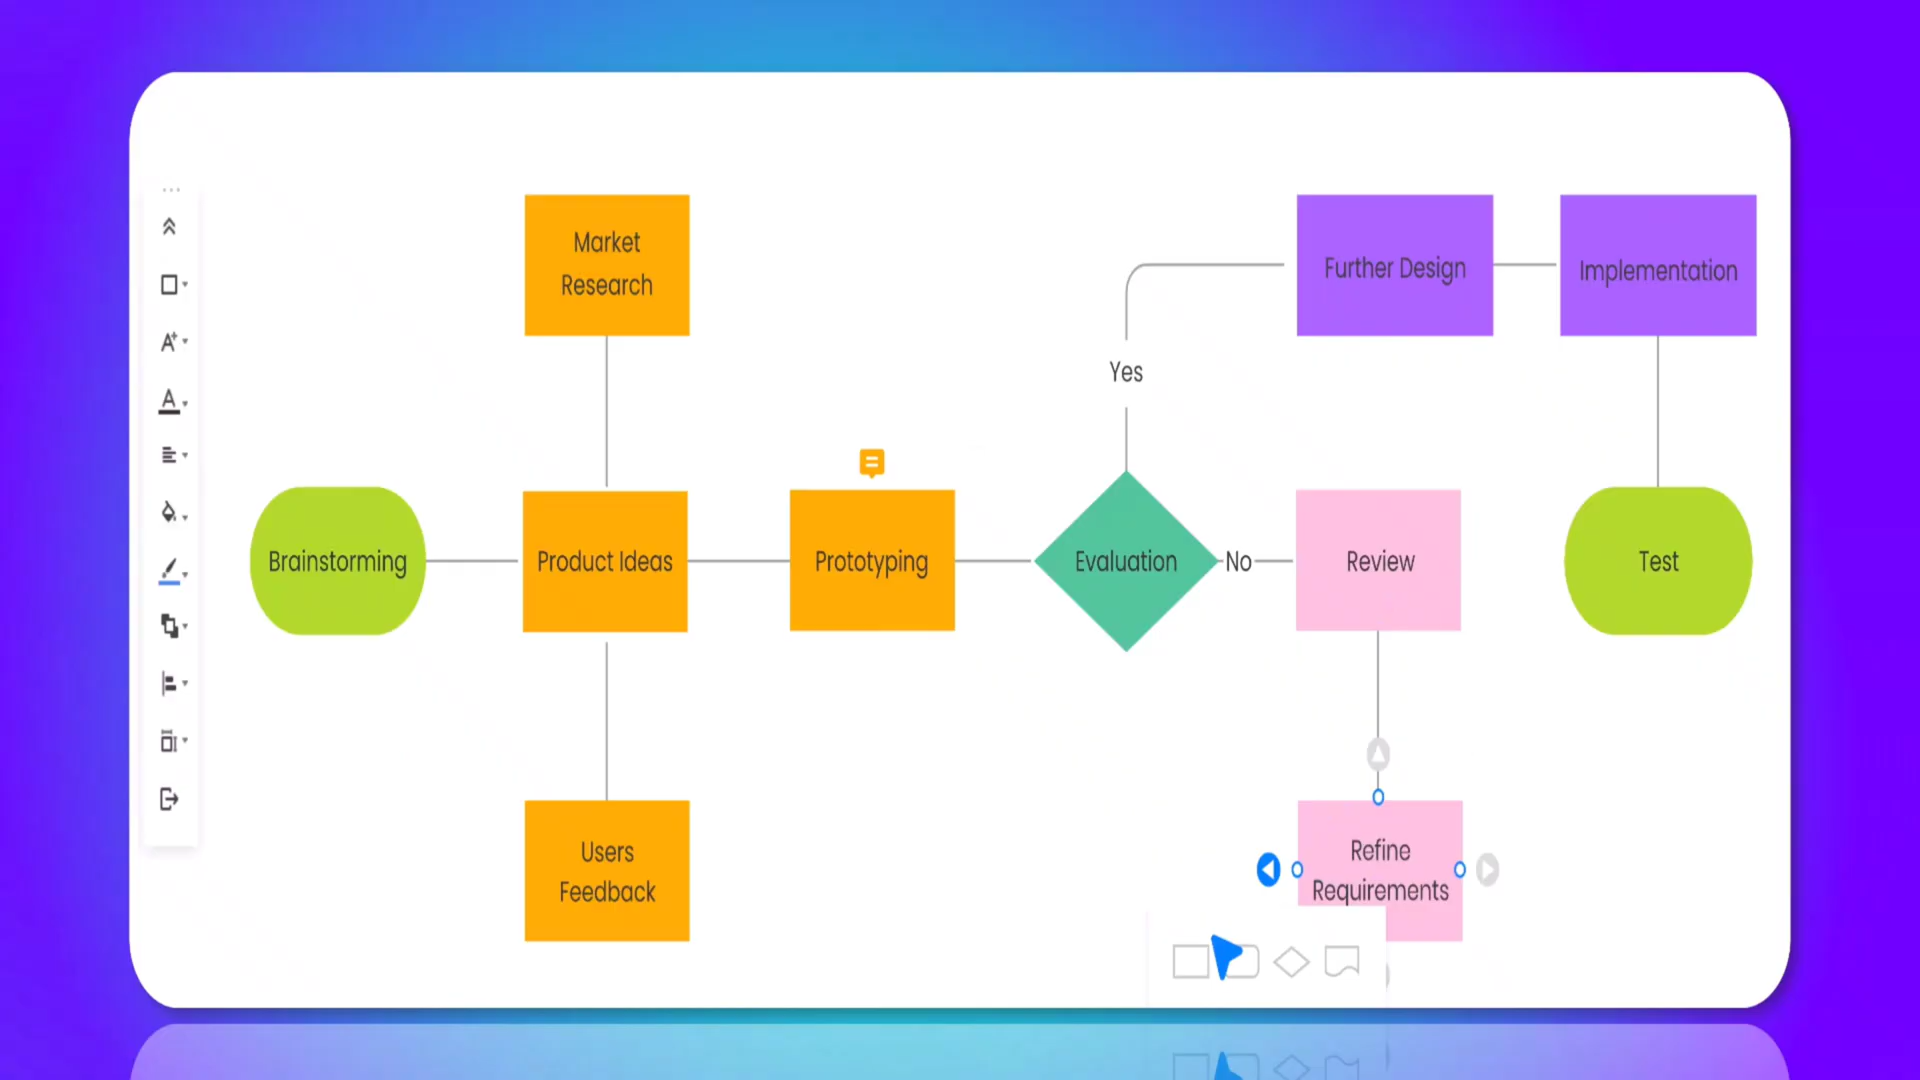 Market
Research
Further Design
Implementation
Yes
Brainstorming
Product Ideas
Prototyping
Evaluation
No
Review
Test
Users
Feedback
Refine
Requirements